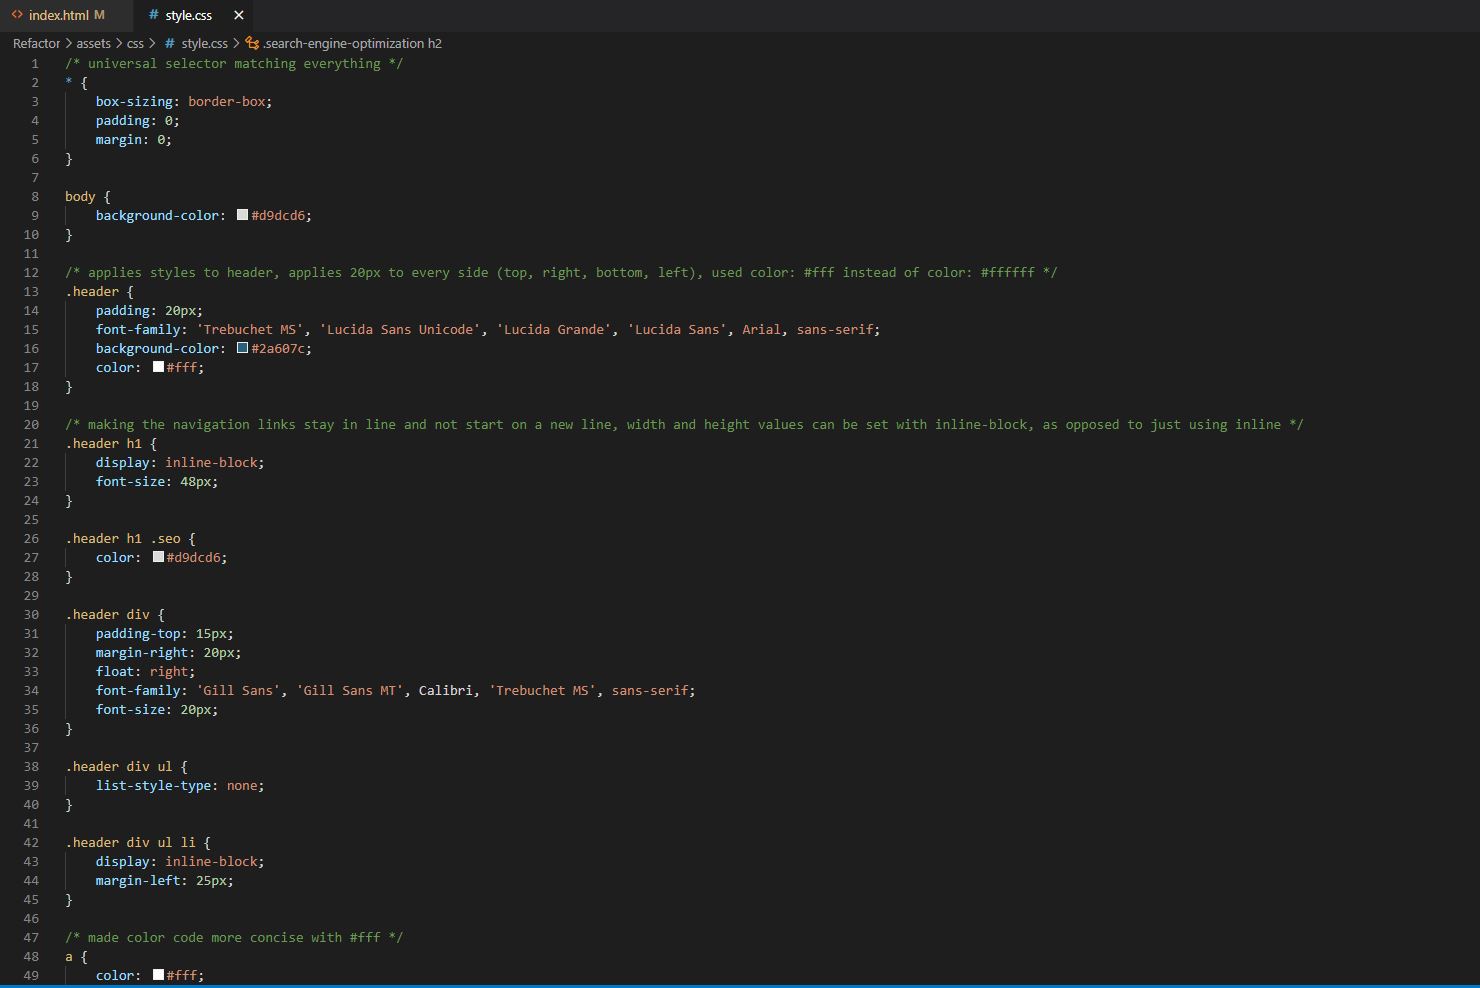 index.html M
style.css
Refactor > assets > css > # style.css > .search-engine-optimization h2
1 /* universal selector matching everything */
2 * {
3 box-sizing: border-box;
4 padding: 0;
5 margin: 0;
6 }
7
8 body {
9 background-color: #d9dcd6;
10 }
11
12 /* applies styles to header, applies 20px to every side (top, right, bottom, left), used color: #fff instead of color: #ffffff */
13 .header {
14 padding: 20px;
15 font-family: 'Trebuchet MS', 'Lucida Sans Unicode', 'Lucida Grande', 'Lucida Sans', Arial, sans-serif;
16 background-color: #2a607c;
17 color: #fff;
18 }
19
20 /* making the navigation links stay in line and not start on a new line, width and height values can be set with inline-block, as opposed to just using inline */
21 .header h1 {
22 display: inline-block;
23 font-size: 48px;
24 }
25
26 .header h1 .seo {
27 color: #d9dcd6;
28 }
29
30 .header div {
31 padding-top: 15px;
32 margin-right: 20px;
33 float: right;
34 font-family: 'Gill Sans', 'Gill Sans MT', Calibri, 'Trebuchet MS', sans-serif;
35 font-size: 20px;
36 }
37
38 .header div ul {
39 list-style-type: none;
40 }
41
42 .header div ul li {
43 display: inline-block;
44 margin-left: 25px;
45 }
46
47 /* made color code more concise with #fff */
48 a {
49 color: #fff;